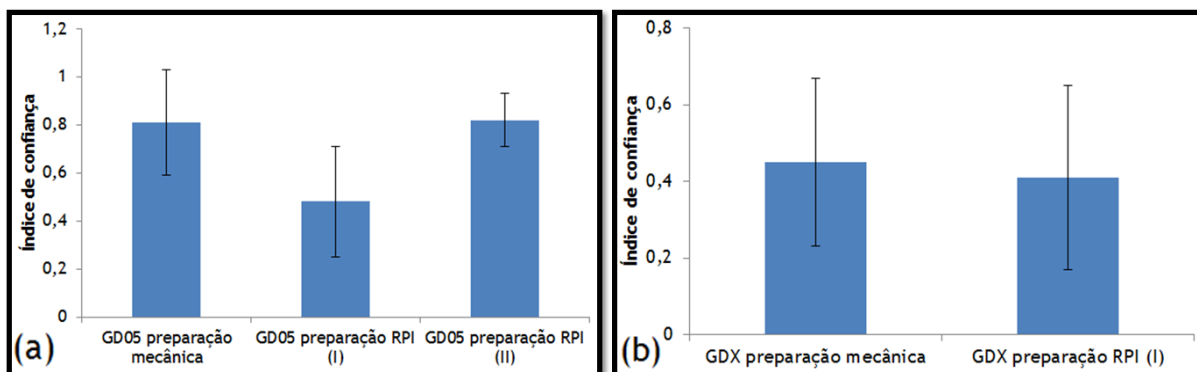 Índice de confiança
1,2
1
0,8
0,6
0,4
0,2
0
GD05 preparação
mecânica
GD05 preparação RPI
(I)
GD05 preparação RPI
(II)
(a)
Índice de confiança
0,8
0,6
0,4
0,2
0
GDX preparação mecânica
GDX preparação RPI (I)
(b)